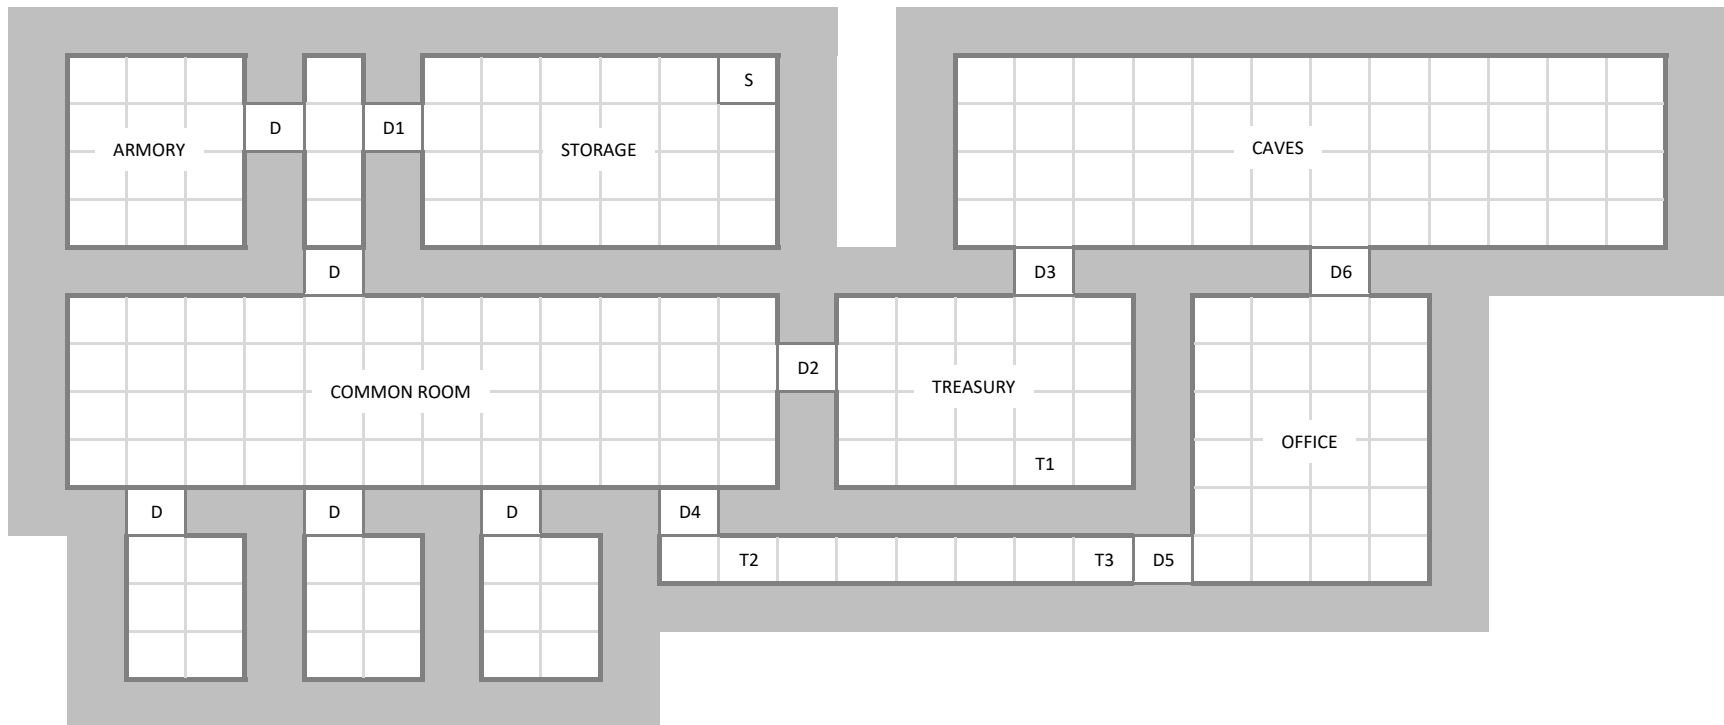 S
D
D1
ARMORY
STORAGE
CAVES
D
D3
D6
D2
COMMON ROOM
TREASURY
OFFICE
T1
D
D
D
D4
T2
T3
D5